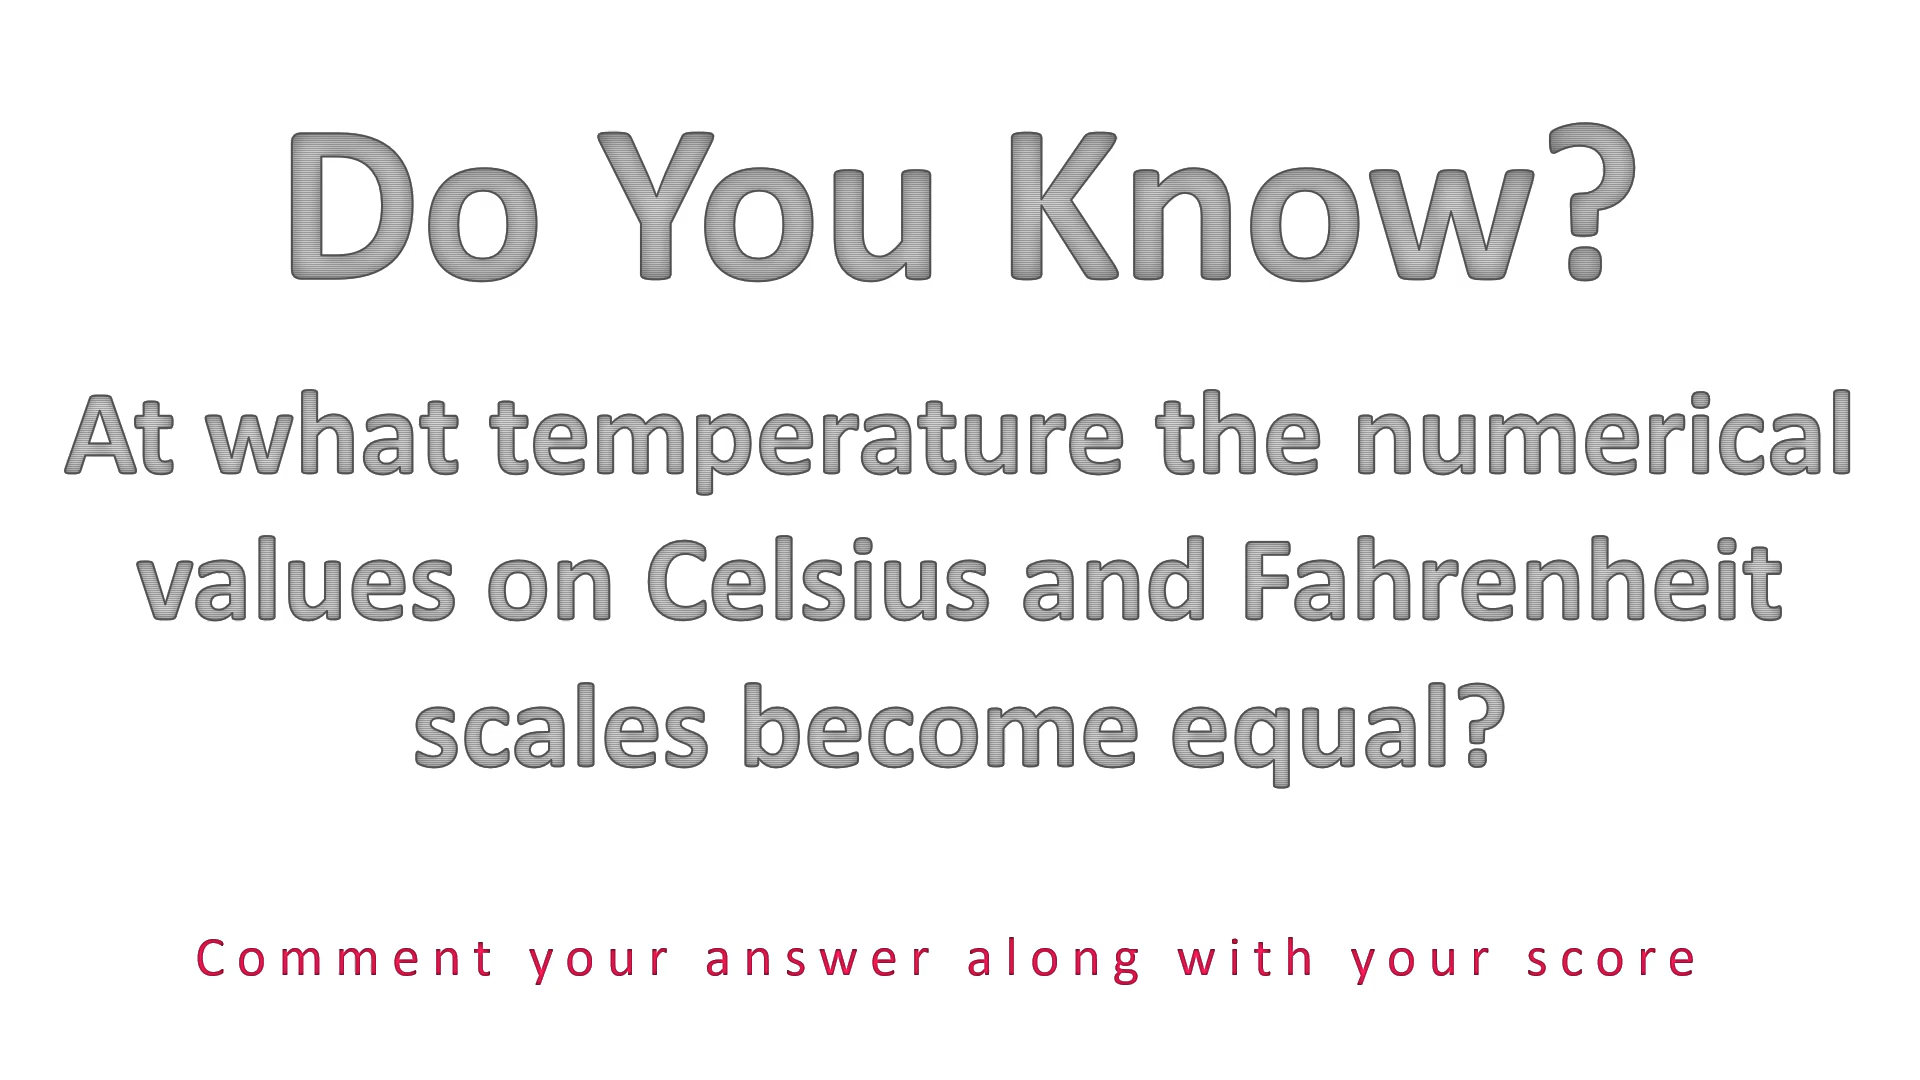 Do You Know?
At what temperature the numerical
values on Celsius and Fahrenheit
scales become equal?
Comment your answer along with your score